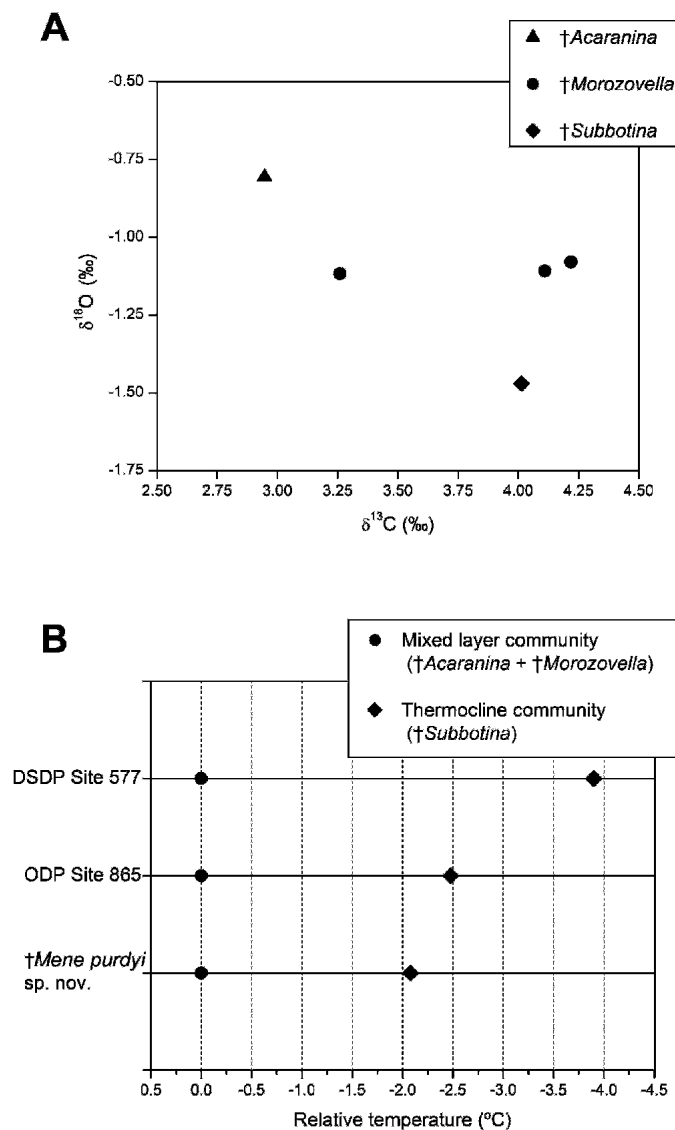 A
†Acaranina
†Morozovella
†Subbotina
-0.50
-0.75
-1.00
-1.25
-1.50
-1.75
δ18O (‰)
2.50 2.75 3.00 3.25 3.50 3.75 4.00 4.25 4.50
δ13C (‰)
B
Mixed layer community
(†Acaranina + †Morozovella)
Thermocline community
(†Subbotina)
DSDP Site 577
ODP Site 865
†Mene purdyi
sp. nov.
0.5 0.0 -0.5 -1.0 -1.5 -2.0 -2.5 -3.0 -3.5 -4.0 -4.5
Relative temperature (ºC)